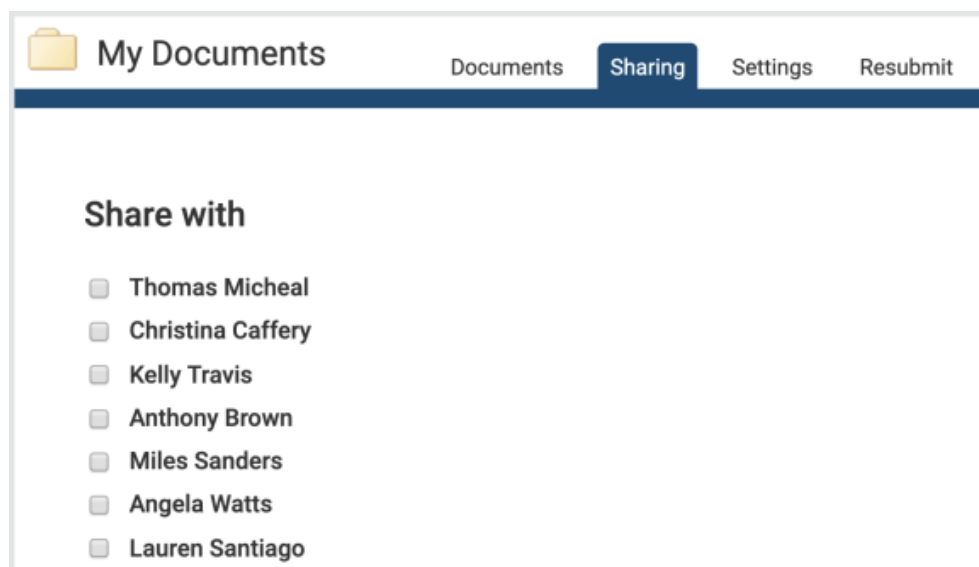 My Documents
Documents Sharing Settings Resubmit
Share with
Thomas Micheal
Christina Caffery
Kelly Travis
Anthony Brown
Miles Sanders
Angela Watts
Lauren Santiago